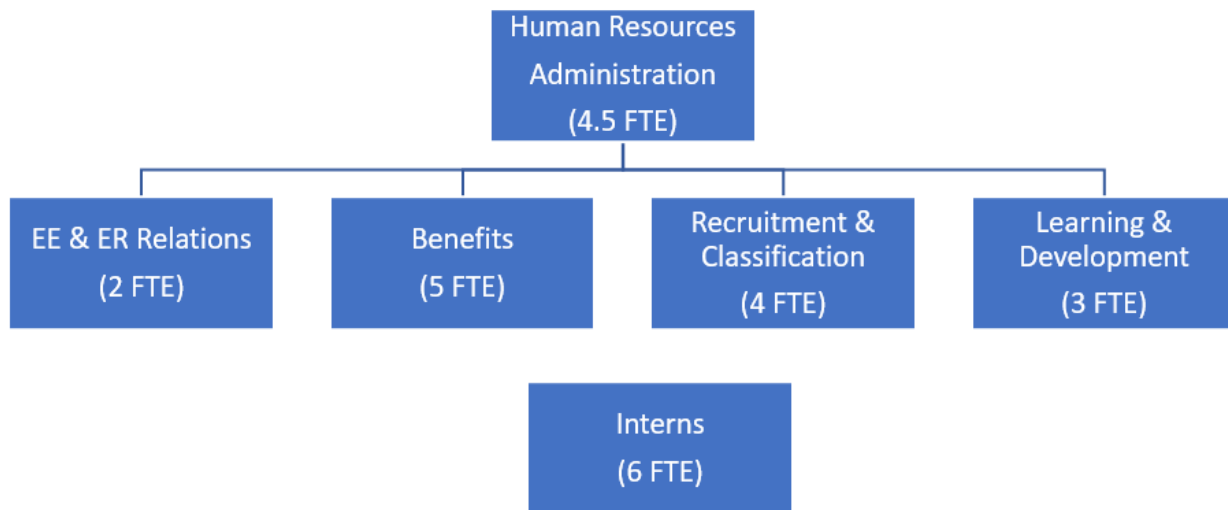 Human Resources
Administration
(4.5 FTE)
EE & ER Relations
(2 FTE)
Benefits
(5 FTE)
Recruitment &
Classification
(4 FTE)
Learning &
Development
(3 FTE)
Interns
(6 FTE)